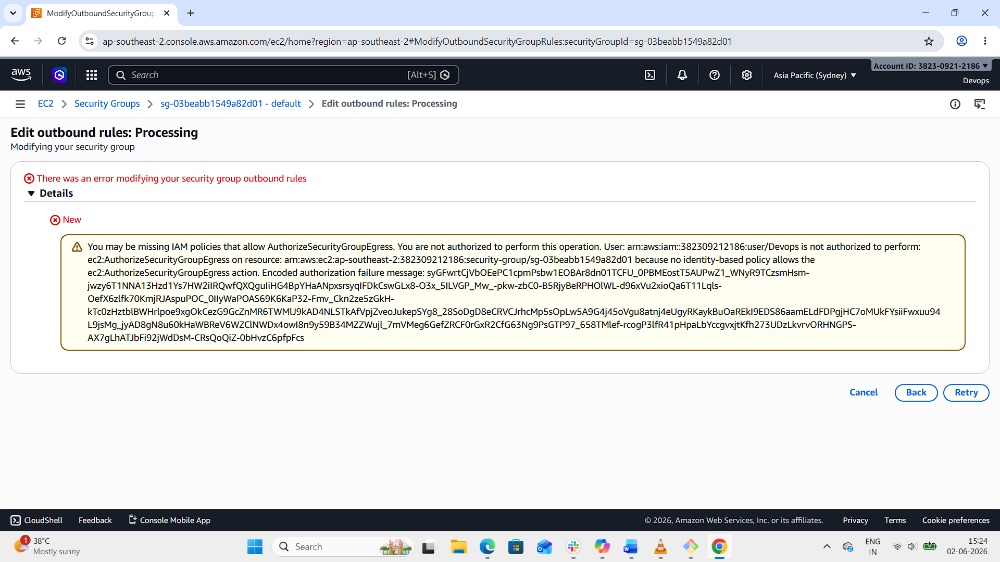 ModifyOutboundSecurityGroup
ap-southeast-2.console.aws.amazon.com/ec2/home?region=ap-southeast-2#ModifyOutboundSecurityGroupRules:securityGroupId=sg-03beabb1549a82d01
aws
Search
[Alt+S]
Asia Pacific (Sydney)
Account ID: 3823-0921-2186
Devops
EC2
Security Groups
sg-03beabb1549a82d01 - default
Edit outbound rules: Processing
Edit outbound rules: Processing
Modifying your security group
There was an error modifying your security group outbound rules
Details
New
You may be missing IAM policies that allow AuthorizeSecurityGroupEgress. You are not authorized to perform this operation. User: arn:aws:iam::382309212186:user/Devops is not authorized to perform:
ec2:AuthorizeSecurityGroupEgress on resource: arn:aws:ec2:ap-southeast-2:382309212186:security-group/sg-03beabb1549a82d01 because no identity-based policy allows the
ec2:AuthorizeSecurityGroupEgress action. Encoded authorization failure message: syGFwrtCjVbOEePC1cpmPsbw1EOBAr8dn01TCFU_0PBMEostT5AUPwZ1_WNyR9TCzsmHsm-
jwzy6T1NNA13Hzd1Ys7HW2iIRQwfQXQguIiHG4BpYHaANpxsrsyqIFDkCswGLx8-O3x_5ILVGP_Mw_-pkw-zbC0-B5RjyBeRPHOlWL-d96xVu2xioQa6T11Lqls-
OefX6zlfk70KmjRJAspuPOC_0IIyWaPOAS69K6KaP32-Fmv_Ckn2ze5zGkH-
kTc0zHztblBWHrlpoe9xgOkCezG9GcZnMR6TWMlJ9kAD4NLSTkAfVpjZveoJukepSYg8_28SoDgD8eCRVCJrhcMp5sOpLw5A9G4j45oVgu8atnj4eUgyRKaykBuOaREkI9EDS86aamELdFDPgjHC7oMUkFYsiiFwxuu94
L9jsMg_jyAD8gN8u60kHaWBReV6WZClNWDx4owI8n9y59B34MZZWujl_7mVMeg6GefZRCF0rGxR2CfG63Ng9PsGTP97_658TMlef-rcogP3lfR41pHpaLbYccgvxjtKfh273UDzLkvrvORHNGPS-
AX7gLhATJbFi92jWdDsM-CRsQoQiZ-0bHvzC6pfpFcs
Cancel
Back
Retry
CloudShell
Feedback
Console Mobile App
© 2026, Amazon Web Services, Inc. or its affiliates.
Privacy
Terms
Cookie preferences
1
38°C
Mostly sunny
Search
ENG
IN
15:24
02-06-2026